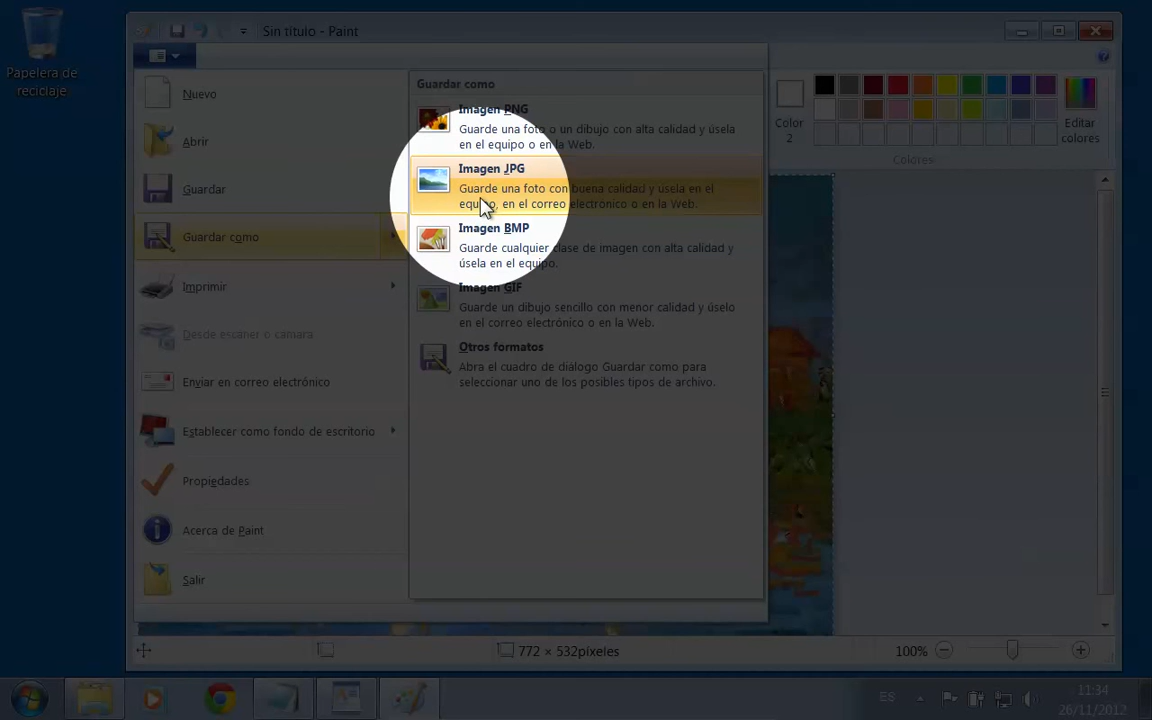 Papelera de
reciclaje
Sin título - Paint
Nuevo
Abrir
Guardar
Guardar como
Imprimir
Desde escáner o cámara
Enviar en correo electrónico
Establecer como fondo de escritorio
Propiedades
Acerca de Paint
Salir
Guardar como
Imagen PNG
Guarde una foto o un dibujo con alta calidad y úsela
en el equipo o en la Web.
Imagen JPG
Guarde una foto con buena calidad y úsela en el
equipo, en el correo electrónico o en la Web.
Imagen BMP
Guarde cualquier clase de imagen con alta calidad y
úsela en el equipo.
Imagen GIF
Guarde un dibujo sencillo con menor calidad y úselo
en el correo electrónico o en la Web.
Otros formatos
Abra el cuadro de diálogo Guardar como para
seleccionar uno de los posibles tipos de archivo.
Color
2
Editar
colores
Colores
772 × 532píxeles
100%
ES
11:34
26/11/2012